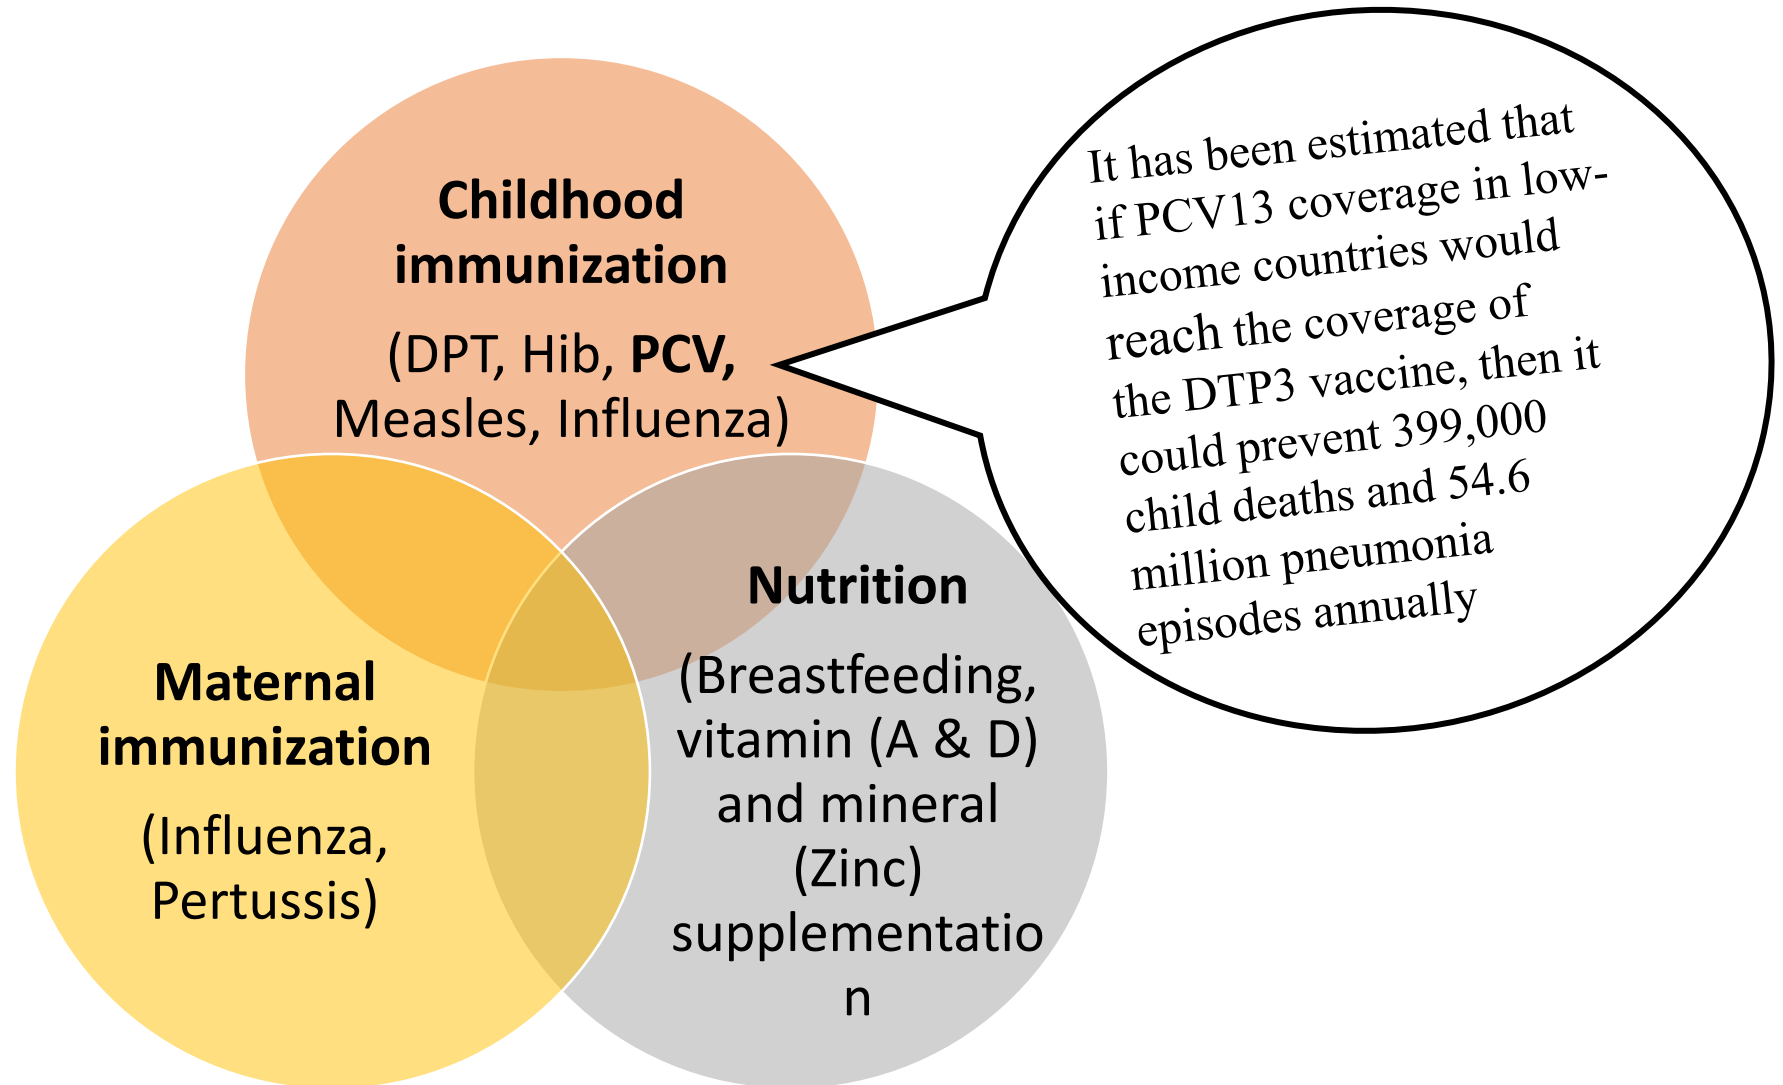 Childhood
immunization
(DPT, Hib, PCV,
Measles, Influenza)
It has been estimated that
if PCV13 coverage in low-
income countries would
reach the coverage of
the DTP3 vaccine, then it
could prevent 399,000
child deaths and 54.6
million pneumonia
episodes annually
Maternal
immunization
(Influenza,
Pertussis)
Nutrition
(Breastfeeding,
vitamin (A & D)
and mineral
(Zinc)
supplementatio
n